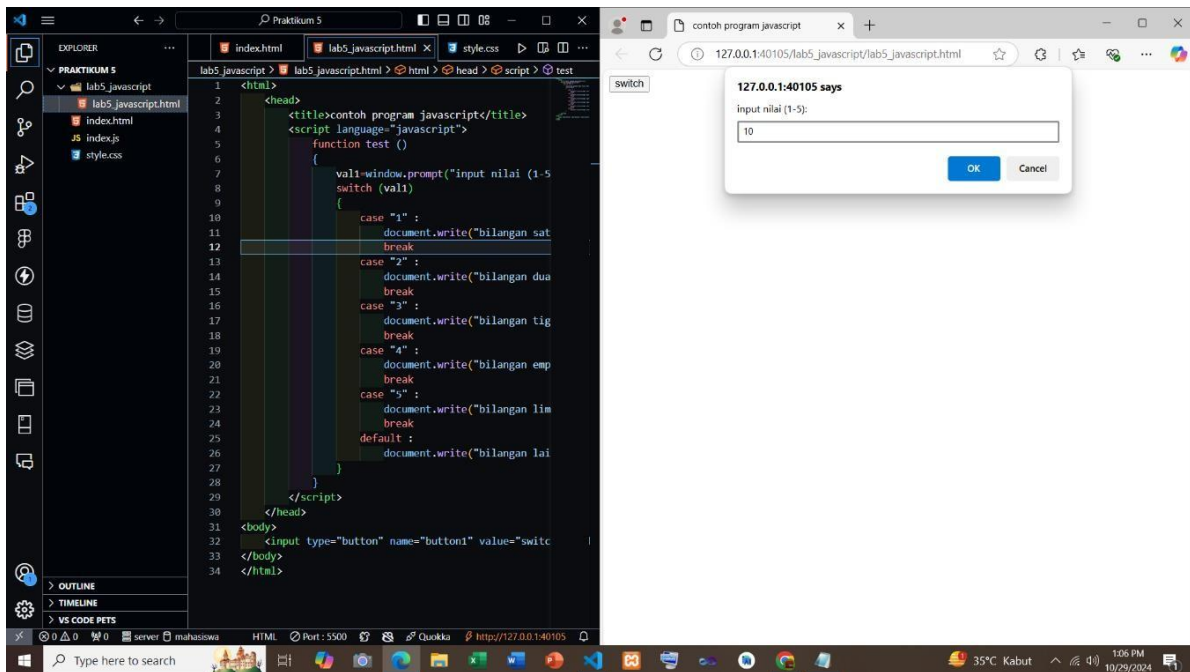 Praktikum 5
EXPLORER
PRAKTIKUM 5
lab5_javascript
lab5_javascript.html
index.html
index.js
style.css
index.html
lab5_javascript.html
style.css
lab5_javascript > lab5_javascript.html > html > head > script > test
1 <html>
2 <head>
3 <title>contoh program javascript</title>
4 <script language="javascript">
5 function test ()
6 {
7 val1=window.prompt("input nilai (1-5
8 switch (val1)
9 {
10 case "1" :
11 document.write("bilangan sat
12 break
13 case "2" :
14 document.write("bilangan dua
15 break
16 case "3" :
17 document.write("bilangan tig
18 break
19 case "4" :
20 document.write("bilangan emp
21 break
22 case "5" :
23 document.write("bilangan lim
24 break
25 default :
26 document.write("bilangan lai
27 }
28 }
29 </script>
30 </head>
31 <body>
32 <input type="button" name="button1" value="switc
33 </body>
34 </html>
OUTLINE
TIMELINE
VS CODE PETS
0 0 0 server mahasiswa HTML Port : 5500 Quokka http://127.0.0.1:40105
contoh program javascript
127.0.0.1:40105/lab5_javascript/lab5_javascript.html
switch
127.0.0.1:40105 says
input nilai (1-5):
10
OK Cancel
Type here to search
35°C Kabut
1:06 PM
10/29/2024